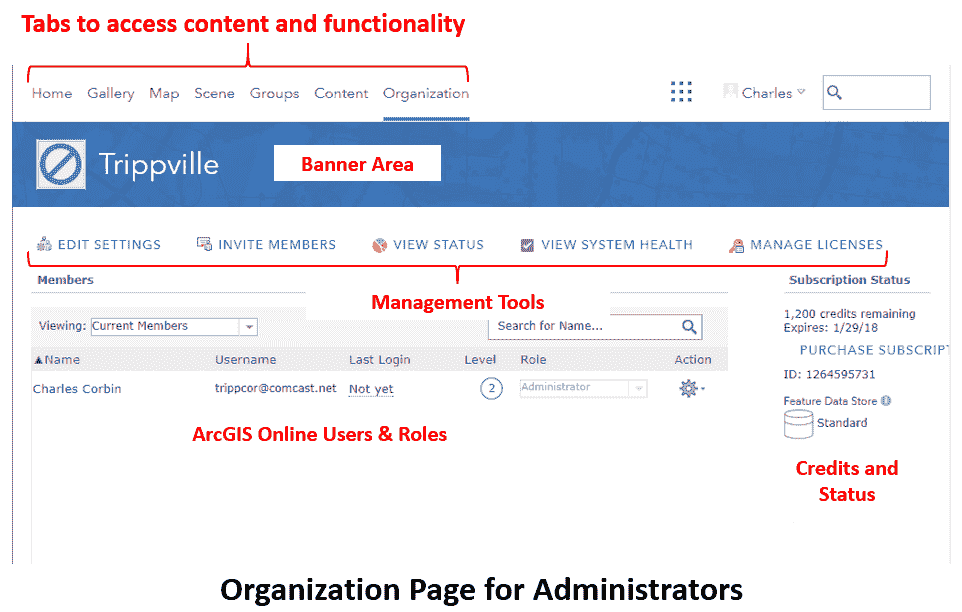 Tabs to access content and functionality
Home Gallery Map Scene Groups Content Organization Charles
Trippville Banner Area
EDIT SETTINGS INVITE MEMBERS VIEW STATUS VIEW SYSTEM HEALTH MANAGE LICENSES
Members Subscription Status
Management Tools
1,200 credits remaining
Viewing: Current Members Search for Name... Expires: 1/29/18
PURCHASE SUBSCRIPT
Name Username Last Login Level Role Action
ID: 1264595731
Charles Corbin trippcor@comcast.net Not yet 2 Administrator
Feature Data Store
Standard
ArcGIS Online Users & Roles
Credits and
Status
Organization Page for Administrators